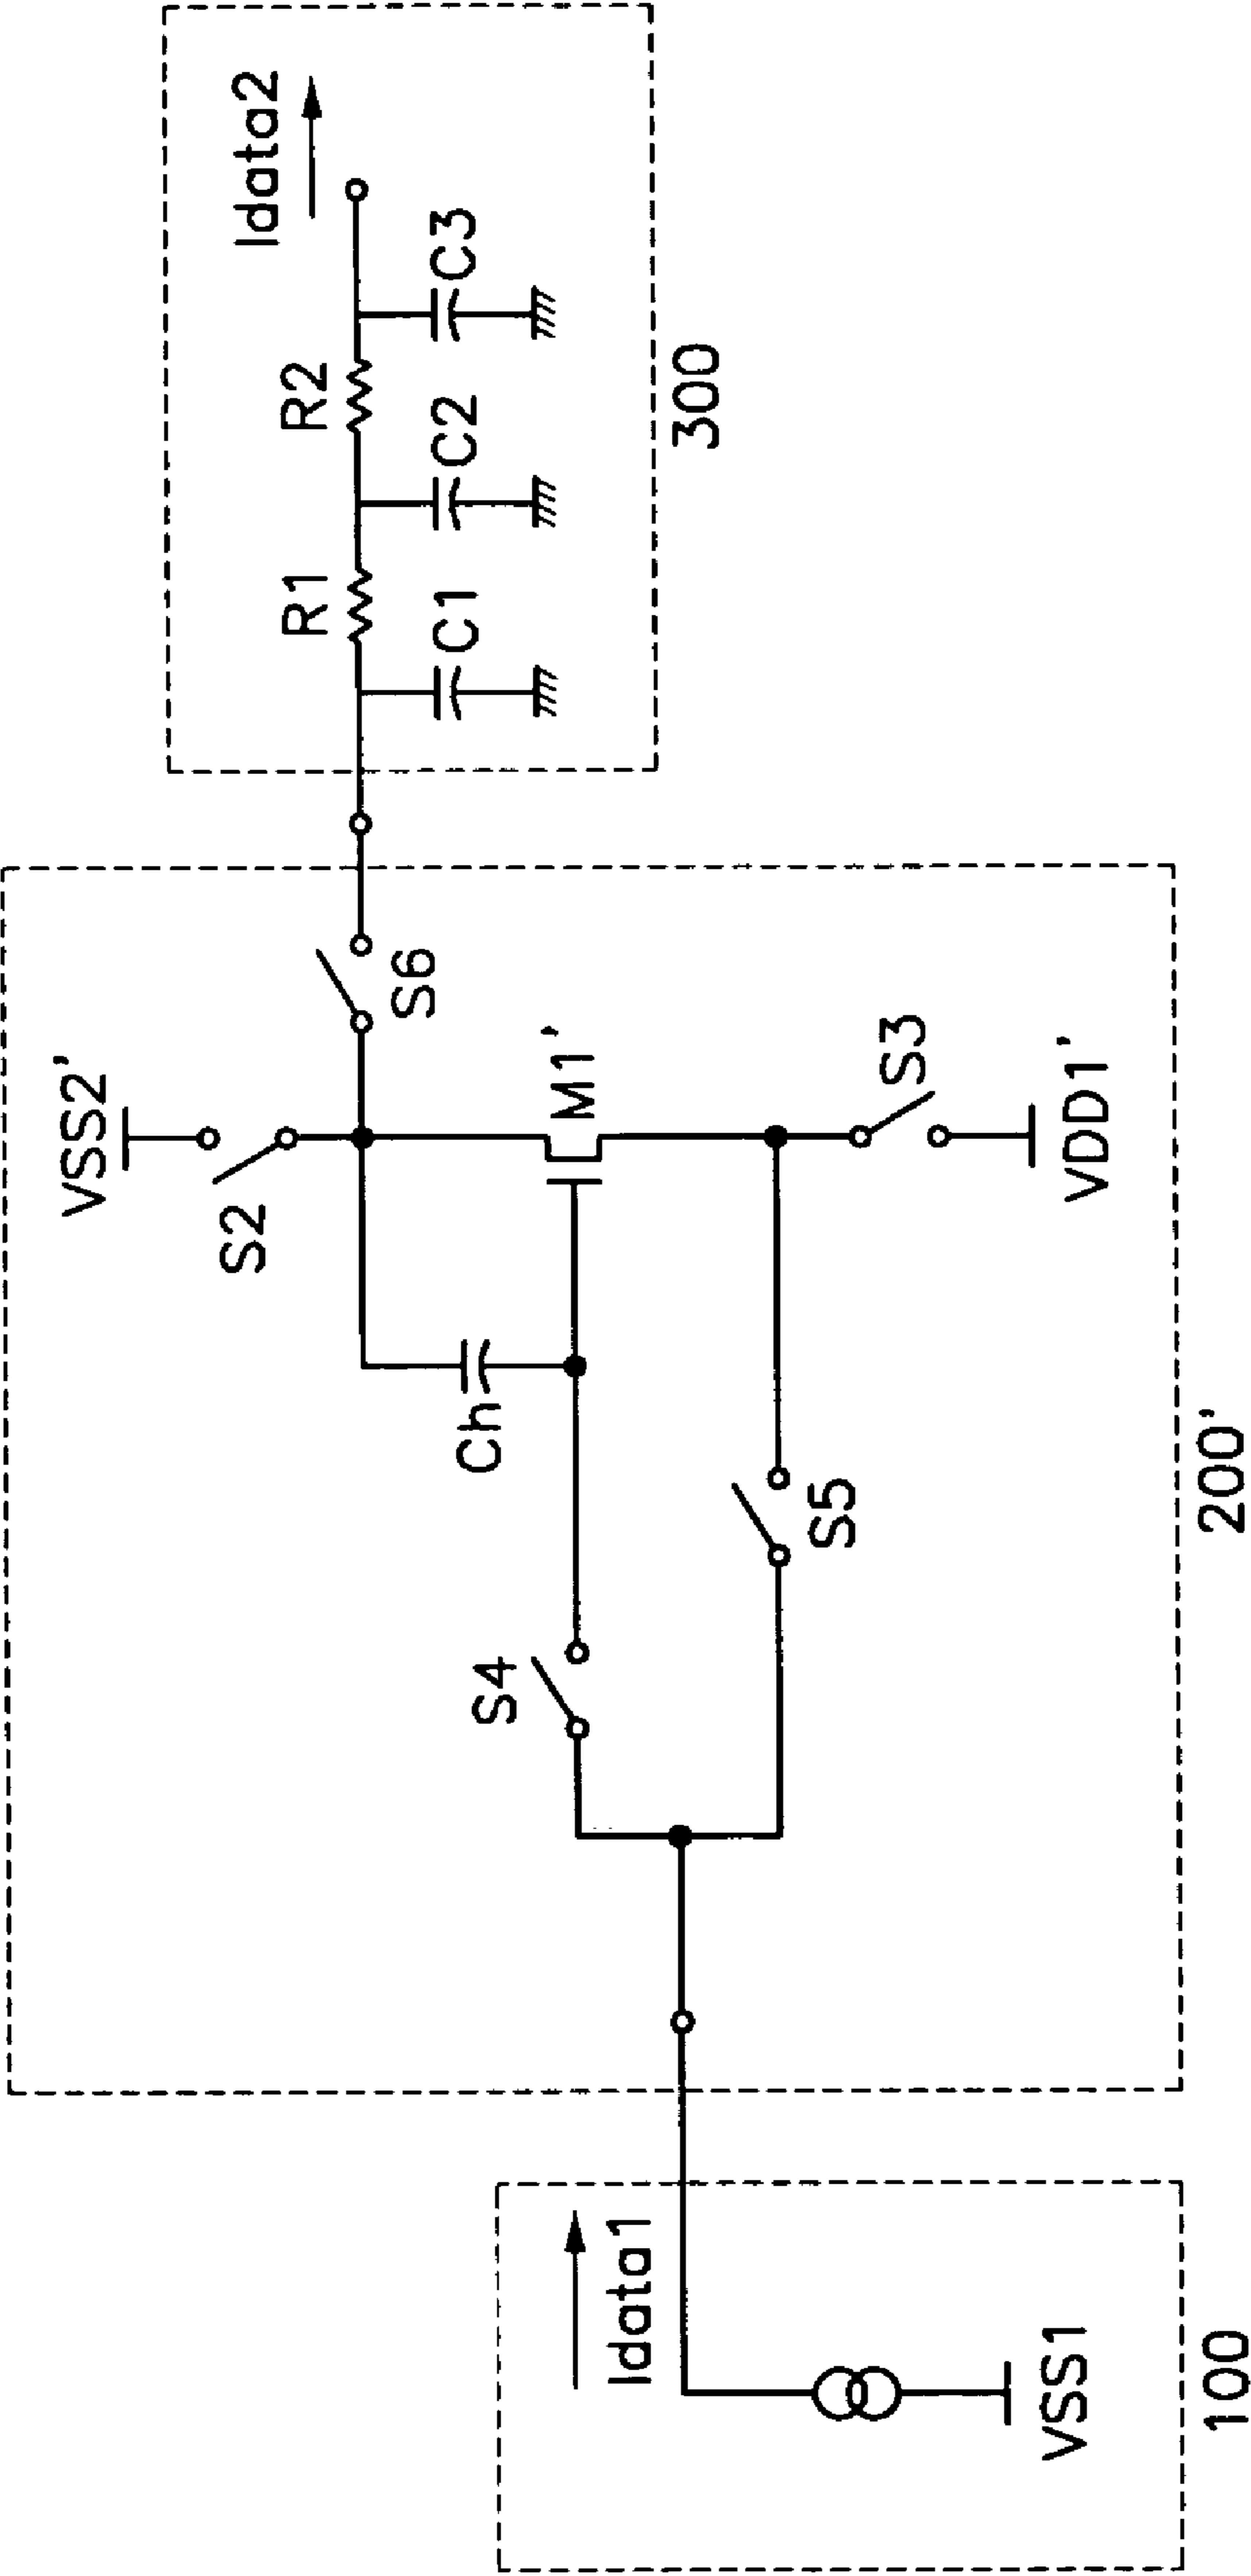 Idata1
VSS1
100
VSS2'
S2
S6
Ch
M1'
S4
S5
S3
VDD1'
200'
Idata2
R1
R2
C1
C2
C3
300